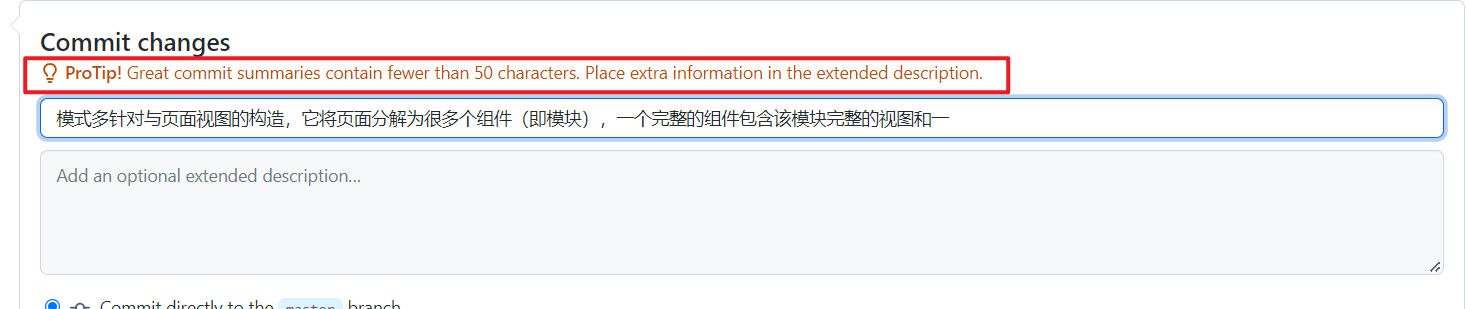 Commit changes
ProTip! Great commit summaries contain fewer than 50 characters. Place extra information in the extended description.
模式多针对与页面视图的构造，它将页面分解为很多个组件（即模块），一个完整的组件包含该模块完整的视图和一
Add an optional extended description...
Commit directly to the master branch